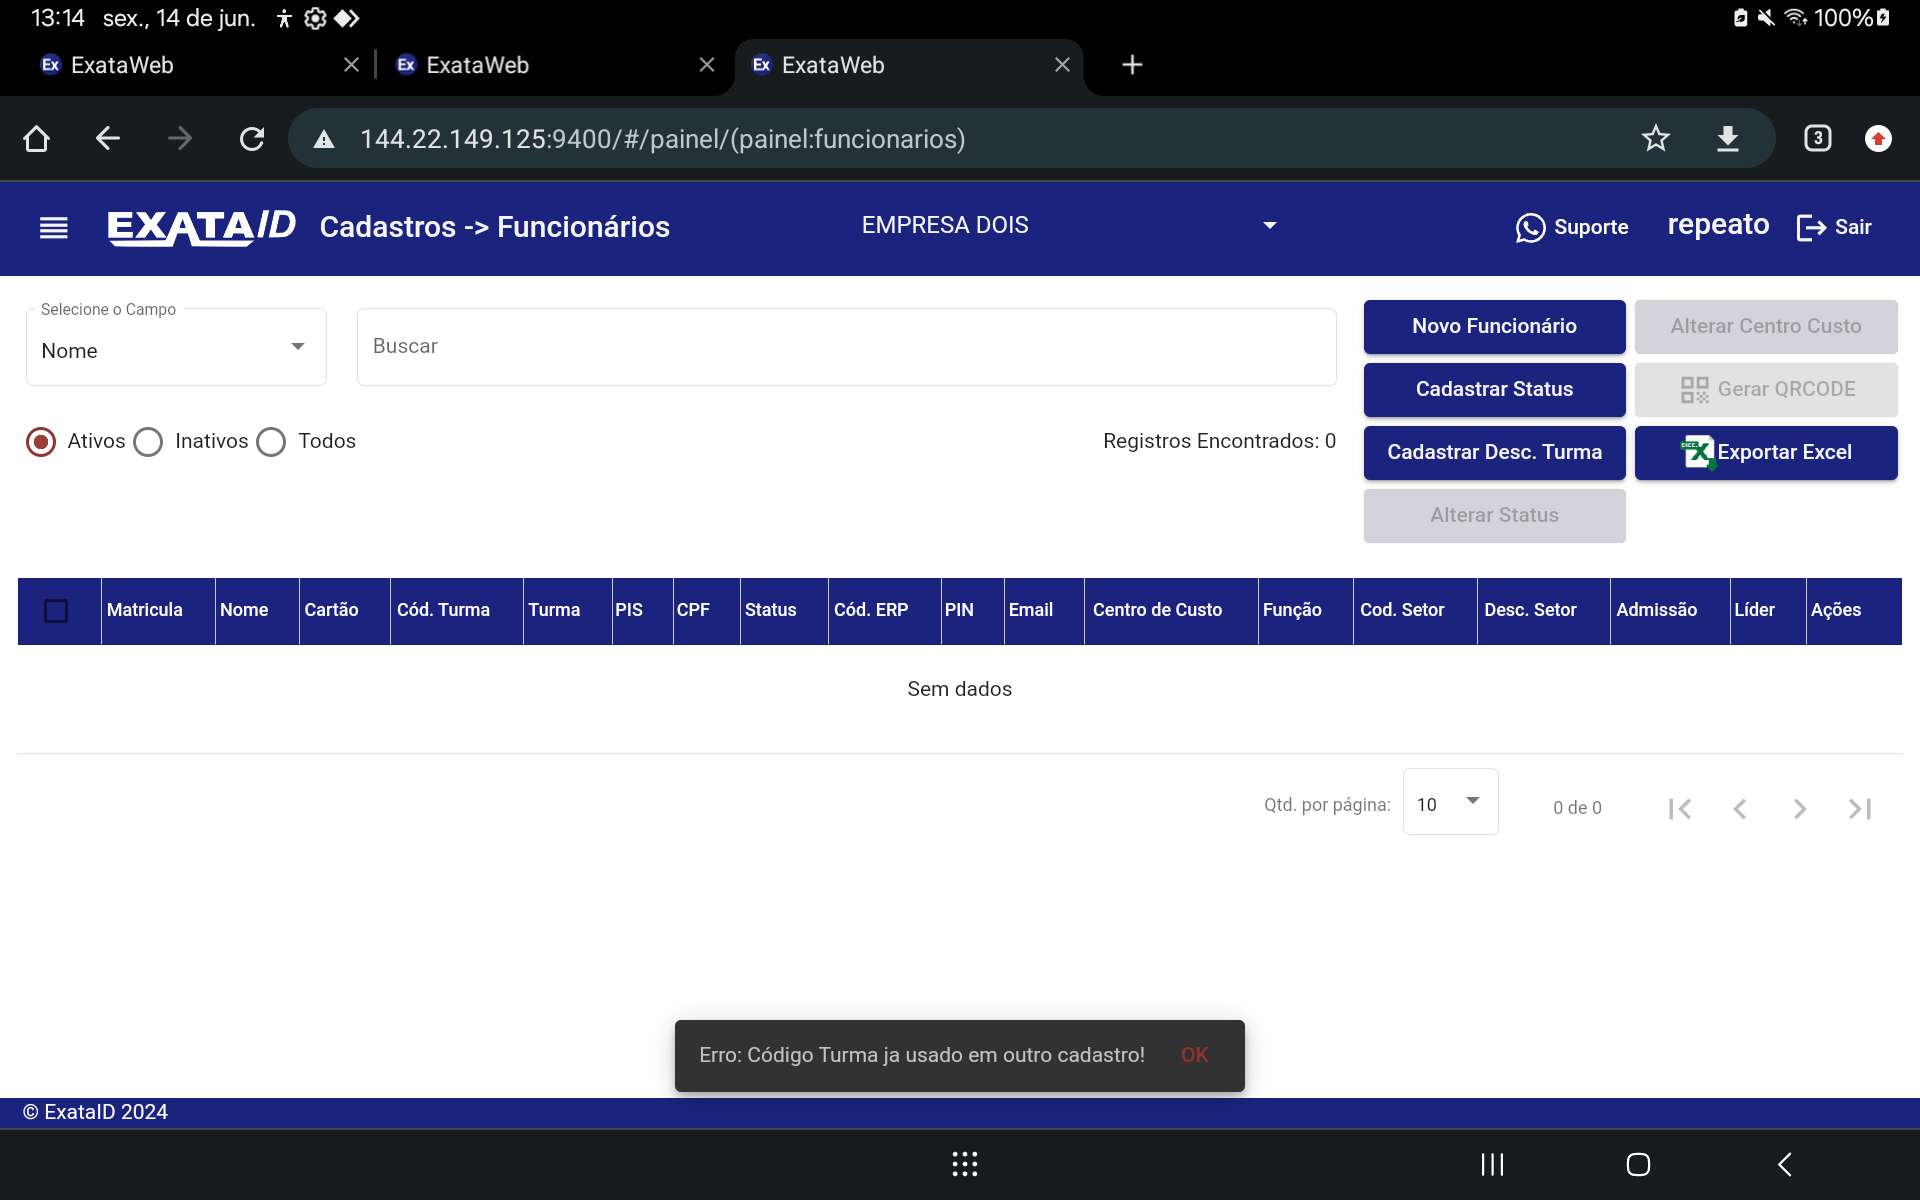 13:14 sex., 14 de jun. 100%
Ex ExataWeb Ex ExataWeb Ex ExataWeb
144.22.149.125:9400/#/painel/(painel:funcionarios) 3
EXATA ID Cadastros -> Funcionários EMPRESA DOIS Suporte repeato Sair
Selecione o Campo
Nome
Buscar
Novo Funcionário Alterar Centro Custo
Cadastrar Status Gerar QRCODE
Ativos Inativos Todos Registros Encontrados: 0
Cadastrar Desc. Turma Exportar Excel
Alterar Status
Matricula Nome Cartão Cód. Turma Turma PIS CPF Status Cód. ERP PIN Email Centro de Custo Função Cod. Setor Desc. Setor Admissão Líder Ações
Sem dados
Qtd. por página: 10 0 de 0
Erro: Código Turma ja usado em outro cadastro! OK
© ExataID 2024